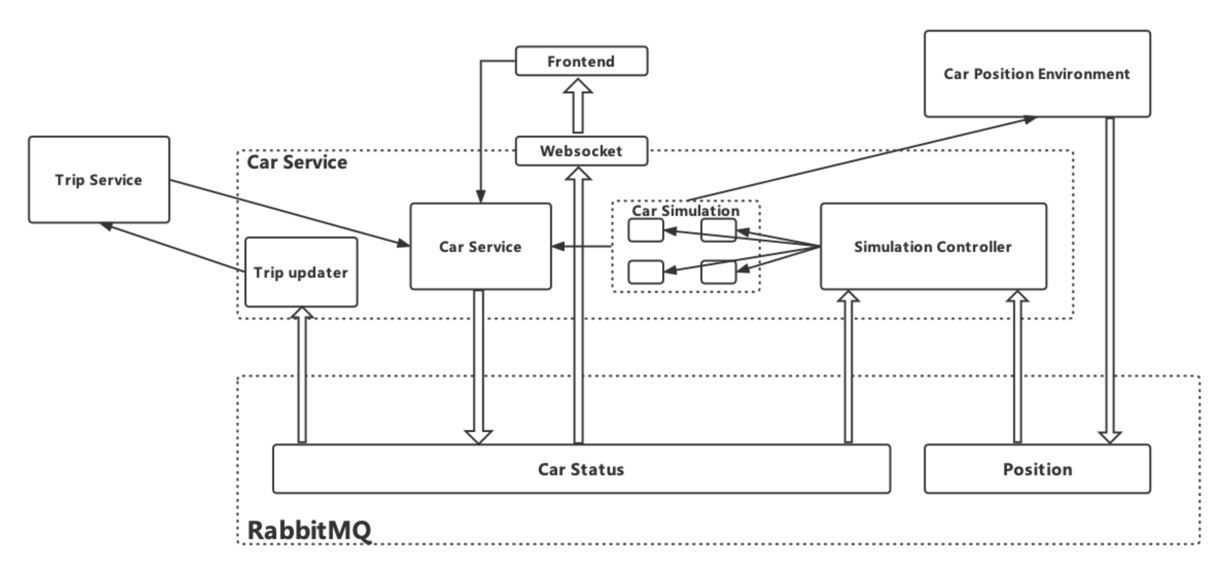 Frontend
Car Position Environment
Websocket
Car Service
Trip Service
Car Simulation
Car Service
Simulation Controller
Trip updater
Car Status
Position
RabbitMQ